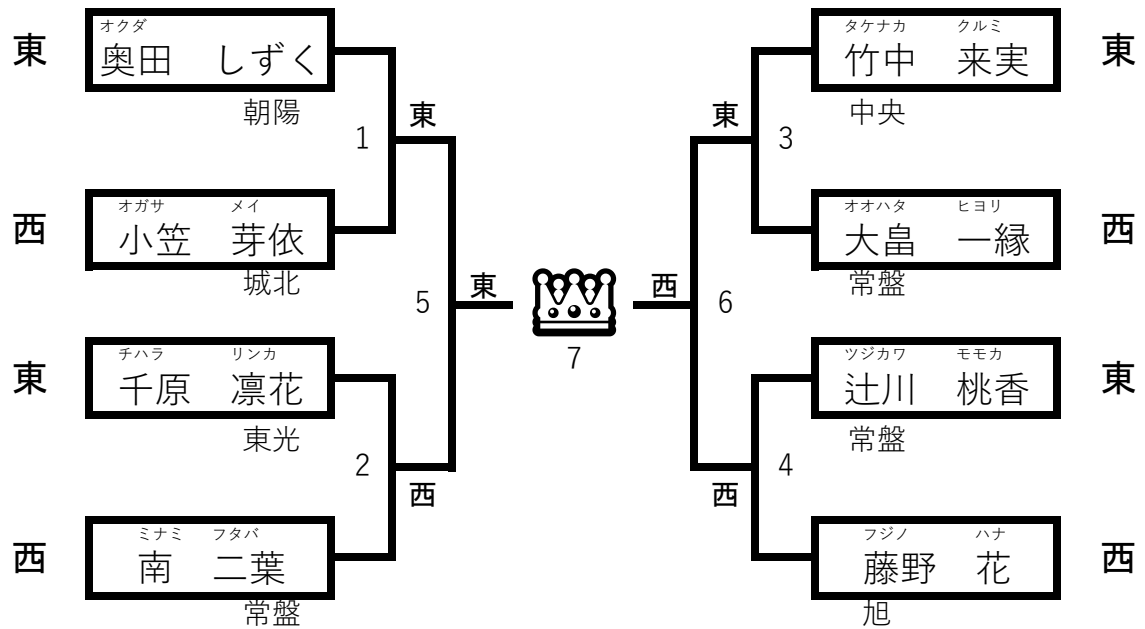 オクダ
東 奥田 しずく
朝陽
1
東
オガサ メイ
西 小笠 芽依
城北
5
東
チハラ リンカ
東 千原 凛花
東光
2
西
ミナミ フタバ
西 南 二葉
常盤
7
タケナカ クルミ
竹中 来実 東
中央
東
3
オオハタ ヒヨリ
大畠 一縁 西
常盤
西
6
ツジカワ モモカ
辻川 桃香 東
常盤
4
西
フジノ ハナ
藤野 花 西
旭